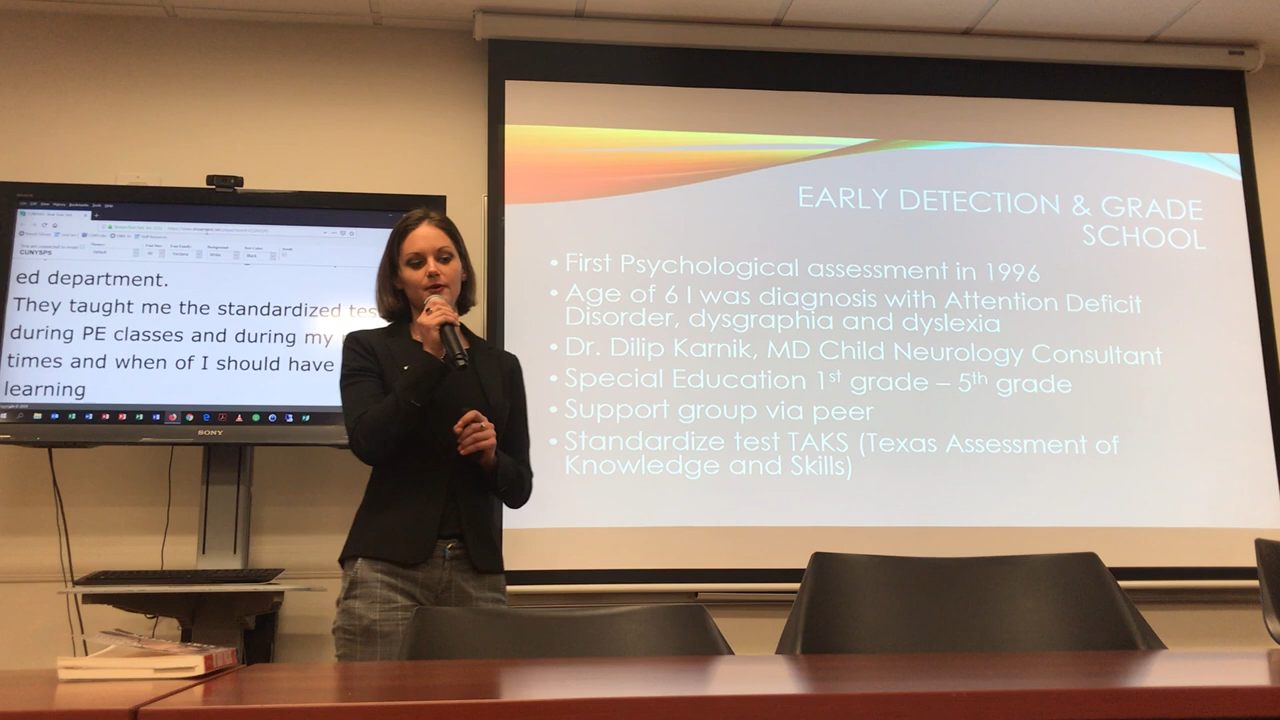 CUNYSPS
ed department.
They taught me the standardized tes
during PE classes and during my
times and when of I should have
learning
SONY
EARLY DETECTION & GRADE
SCHOOL
• First Psychological assessment in 1996
• Age of 6 I was diagnosis with Attention Deficit
Disorder, dysgraphia and dyslexia
• Dr. Dilip Karnik, MD Child Neurology Consultant
• Special Education 1st grade – 5th grade
• Support group via peer
• Standardize test TAKS (Texas Assessment of
Knowledge and Skills)